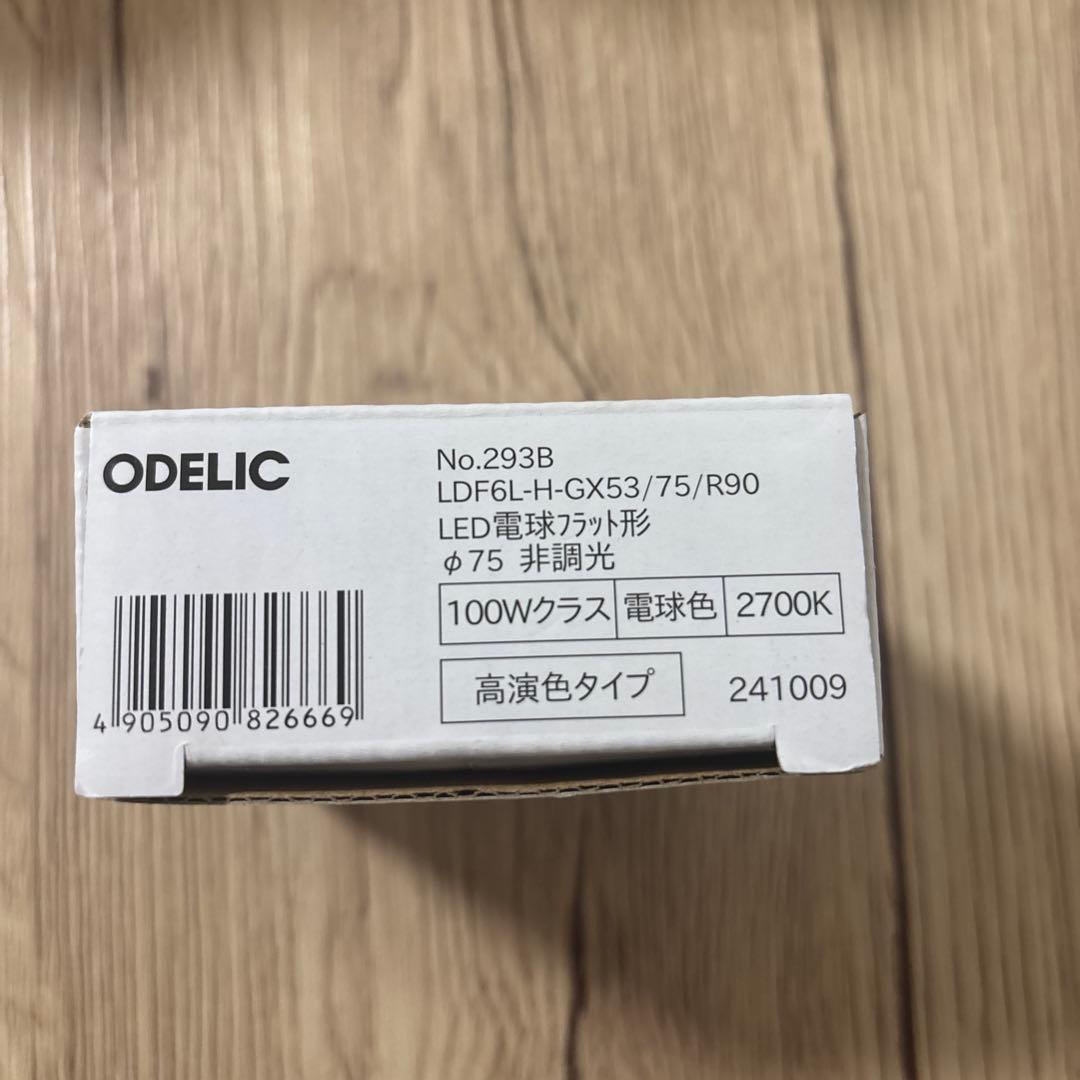 ODELIC
No.293B
LDF6L-H-GX53/75/R90
LED電球フラット形
φ75 非調光
100Wクラス 電球色 2700K
高演色タイプ 241009
4 905090 826669